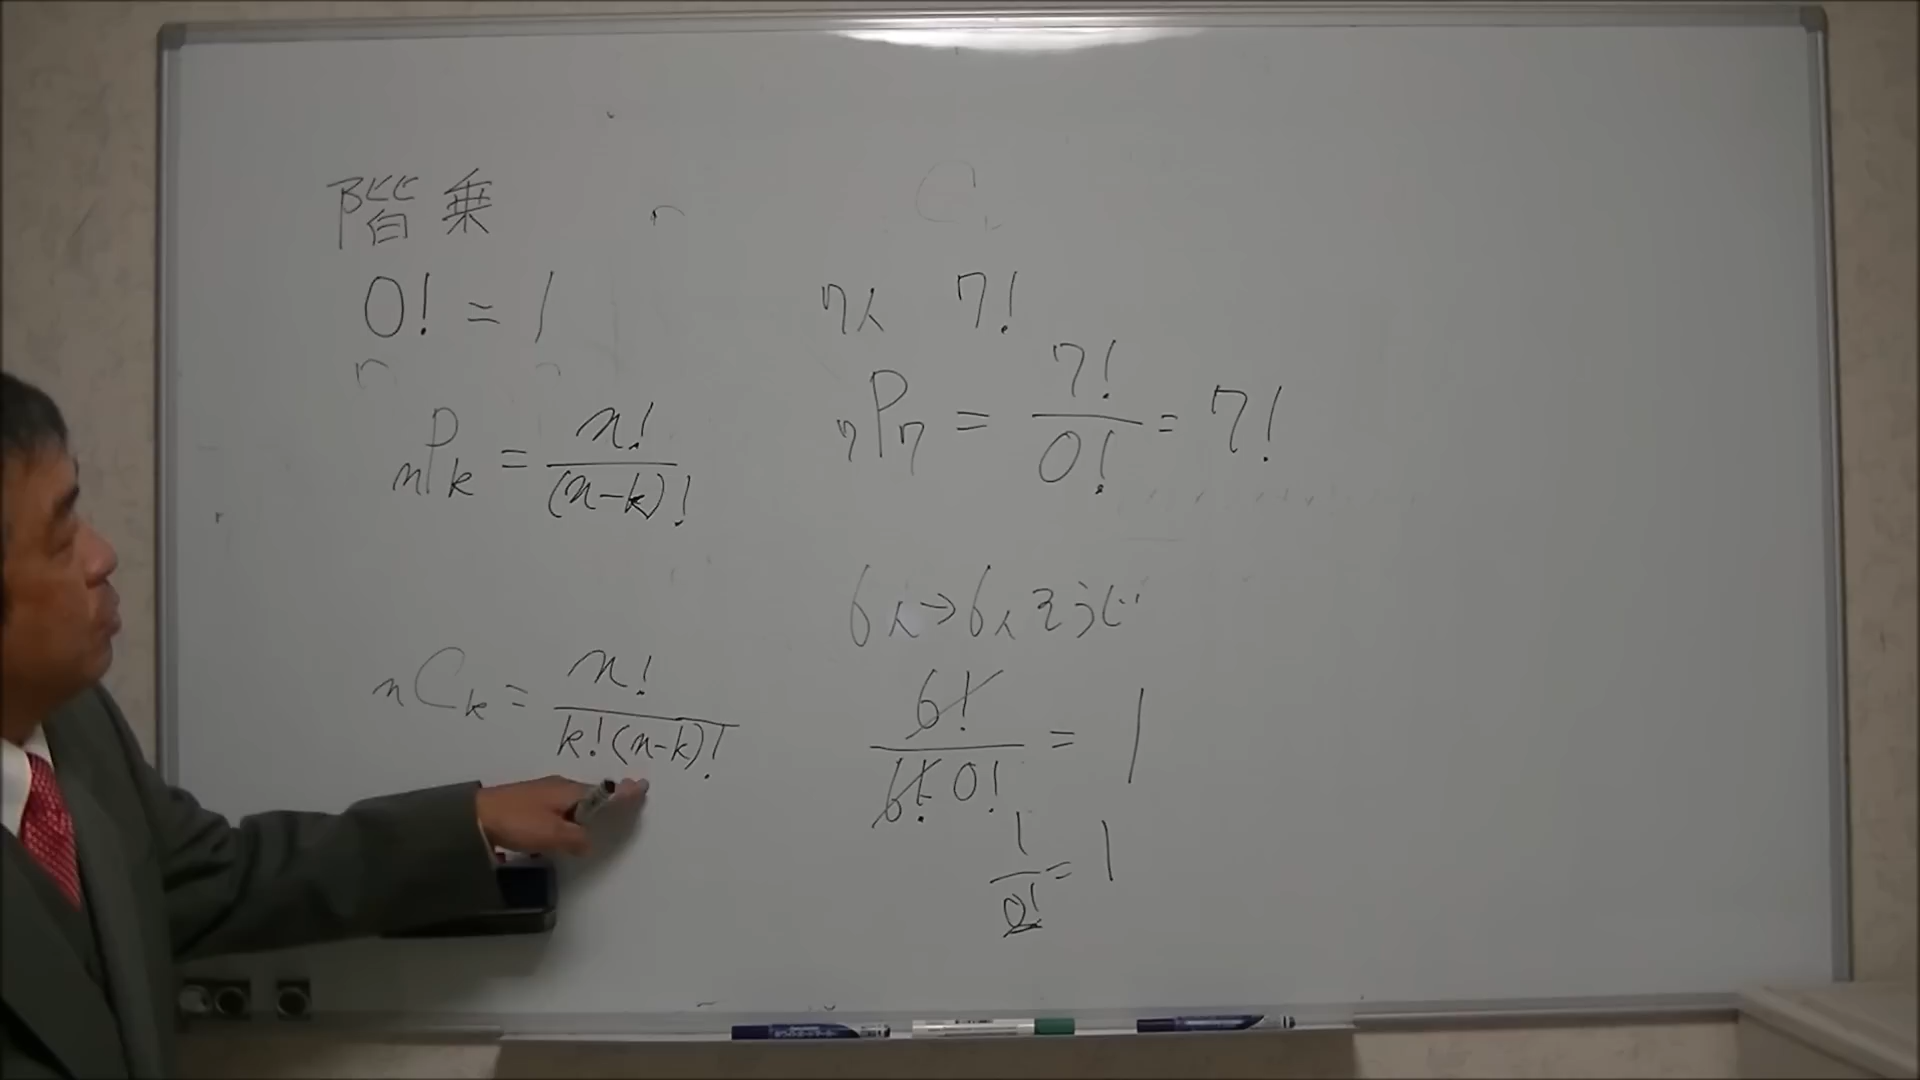 階乗
0! = 1
nPk = n!/(n-k)!
nCk = n!/k!(n-k)!
7人 7!
7P7 = 7!/0! = 7!
6人→6人そうじ
6!/6!0! = 1
1/0! = 1